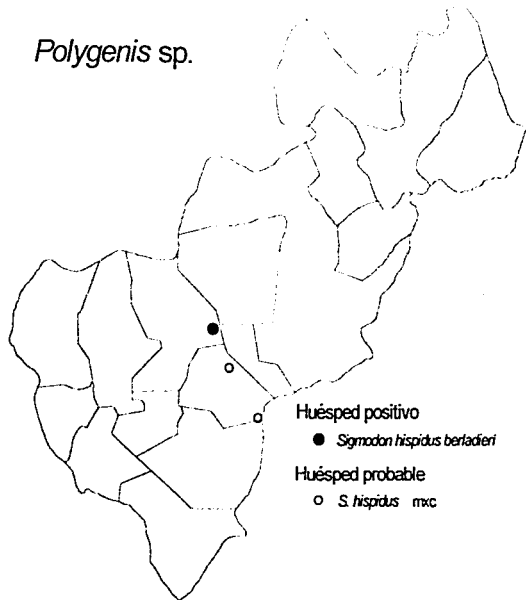 Polygenis sp.
Huésped positivo
Sigmodon hispidus berladieri
Huésped probable
S. hispidus mxc